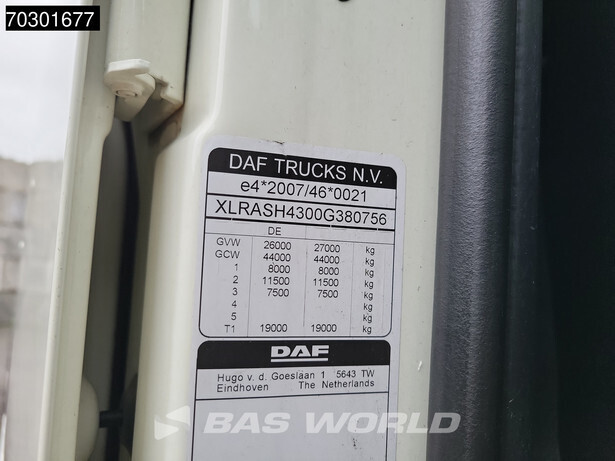 70301677
DAF TRUCKS N.V.
e4*2007/46*0021
XLRASH4300G380756
DE
GVW 26000 27000 kg
GCW 44000 44000 kg
1 8000 8000 kg
2 11500 11500 kg
3 7500 7500 kg
4 kg
5 kg
T1 19000 19000 kg
DAF
Hugo v. d. Goeslaan 1 5643 TW
Eindhoven The Netherlands
BAS WORLD